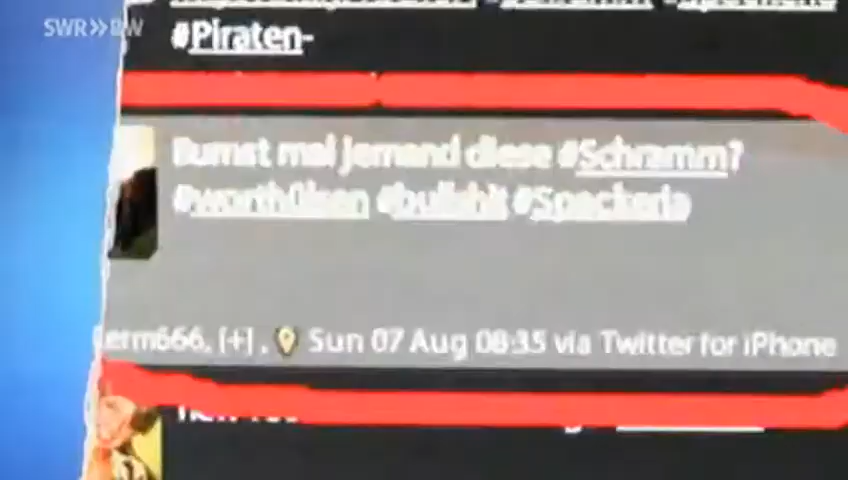 SWR»BW
#Piraten-
Bumst mal jemand diese #Schramm?
#worthülsen #bullshit #Spackeria
erm666, [+] , Sun 07 Aug 08:35 via Twitter for iPhone